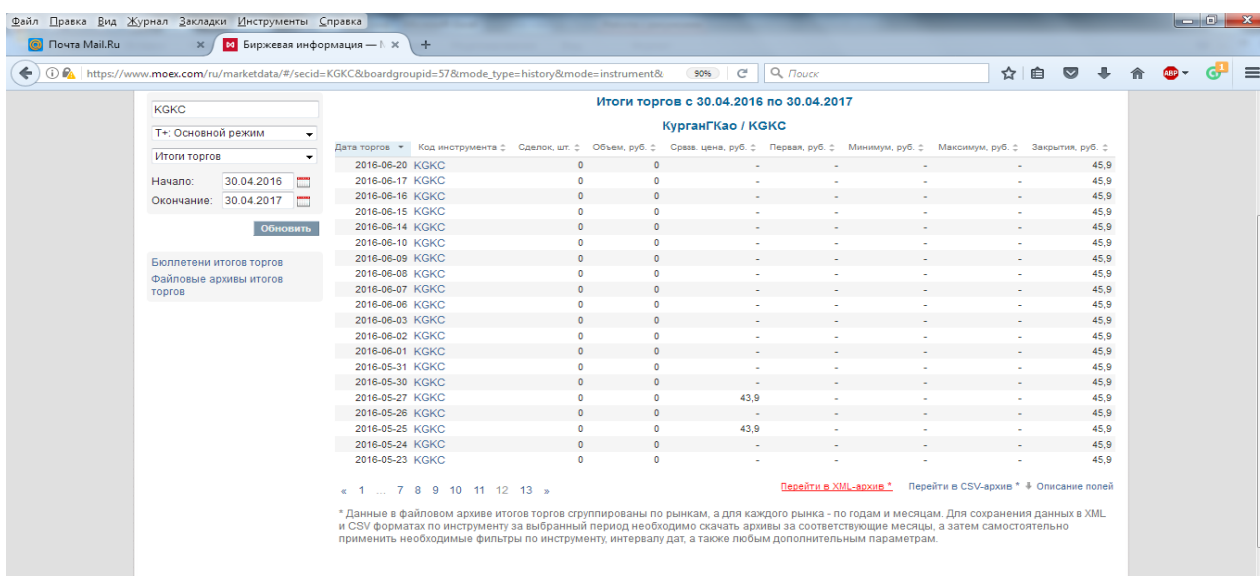 Файл Правка Вид Журнал Закладки Инструменты Справка
Почта Mail.Ru
Биржевая информация —
https://www.moex.com/ru/marketdata/#/secid=KGKC&boardgroupid=57&mode_type=history&mode=instrument&
90%
Поиск
ABP
1
KGKC
Т+: Основной режим
Итоги торгов
Начало: 30.04.2016
Окончание: 30.04.2017
Обновить
Бюллетени итогов торгов
Файловые архивы итогов
торгов
Итоги торгов с 30.04.2016 по 30.04.2017
КурганГКао / KGKC
Дата торгов Код инструмента Сделок, шт. Объем, руб. Срвзв. цена, руб. Первая, руб. Минимум, руб. Максимум, руб. Закрытия, руб.
2016-06-20 KGKC 0 0 - - - - 45,9
2016-06-17 KGKC 0 0 - - - - 45,9
2016-06-16 KGKC 0 0 - - - - 45,9
2016-06-15 KGKC 0 0 - - - - 45,9
2016-06-14 KGKC 0 0 - - - - 45,9
2016-06-10 KGKC 0 0 - - - - 45,9
2016-06-09 KGKC 0 0 - - - - 45,9
2016-06-08 KGKC 0 0 - - - - 45,9
2016-06-07 KGKC 0 0 - - - - 45,9
2016-06-06 KGKC 0 0 - - - - 45,9
2016-06-03 KGKC 0 0 - - - - 45,9
2016-06-02 KGKC 0 0 - - - - 45,9
2016-06-01 KGKC 0 0 - - - - 45,9
2016-05-31 KGKC 0 0 - - - - 45,9
2016-05-30 KGKC 0 0 - - - - 45,9
2016-05-27 KGKC 0 0 43,9 - - - 45,9
2016-05-26 KGKC 0 0 - - - - 45,9
2016-05-25 KGKC 0 0 43,9 - - - 45,9
2016-05-24 KGKC 0 0 - - - - 45,9
2016-05-23 KGKC 0 0 - - - - 45,9
« 1 ... 7 8 9 10 11 12 13 »
Перейти в XML-архив * Перейти в CSV-архив * Описание полей
* Данные в файловом архиве итогов торгов сгруппированы по рынкам, а для каждого рынка - по годам и месяцам. Для сохранения данных в XML
и CSV форматах по инструменту за выбранный период необходимо скачать архивы за соответствующие месяцы, а затем самостоятельно
применить необходимые фильтры по инструменту, интервалу дат, а также любым дополнительным параметрам.